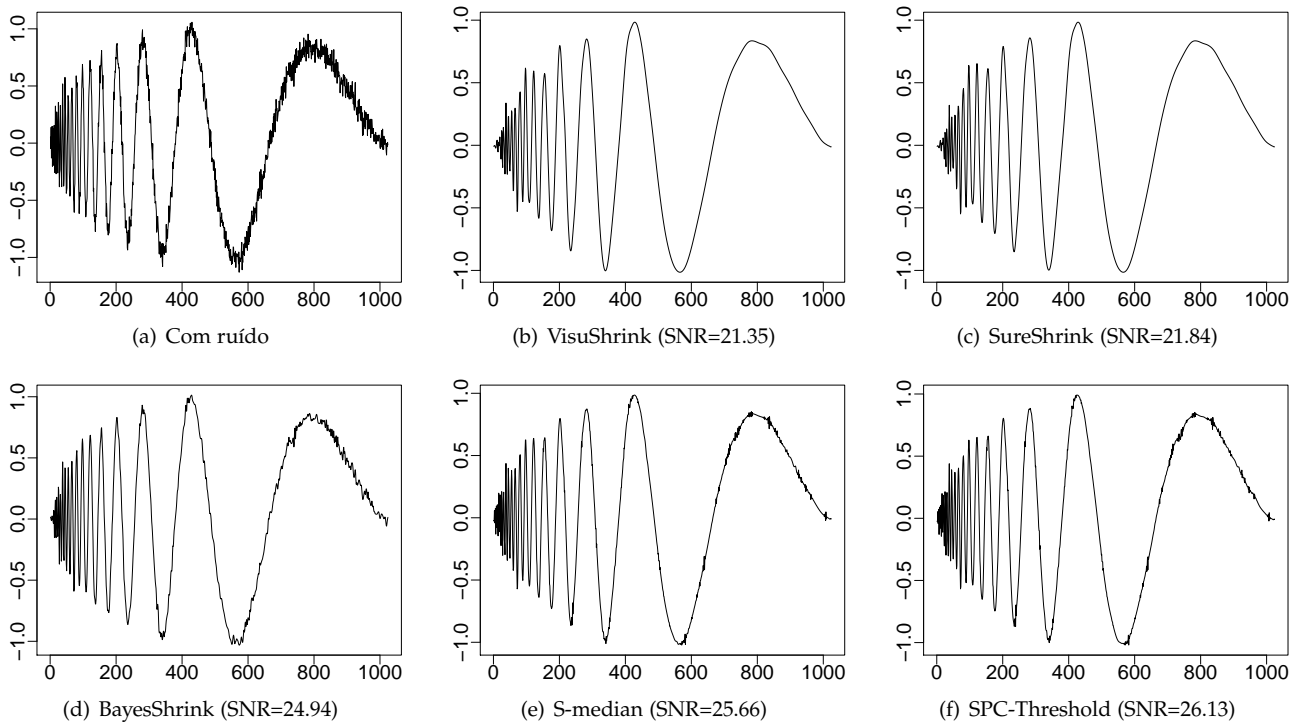 1.0
0.5
0.0
−0.5
−1.0
0 200 400 600 800 1000
(a) Com ruído
1.0
0.5
0.0
−0.5
−1.0
0 200 400 600 800 1000
(b) VisuShrink (SNR=21.35)
1.0
0.5
0.0
−0.5
−1.0
0 200 400 600 800 1000
(c) SureShrink (SNR=21.84)
1.0
0.5
0.0
−0.5
−1.0
0 200 400 600 800 1000
(d) BayesShrink (SNR=24.94)
1.0
0.5
0.0
−0.5
−1.0
0 200 400 600 800 1000
(e) S-median (SNR=25.66)
1.0
0.5
0.0
−0.5
−1.0
0 200 400 600 800 1000
(f) SPC-Threshold (SNR=26.13)